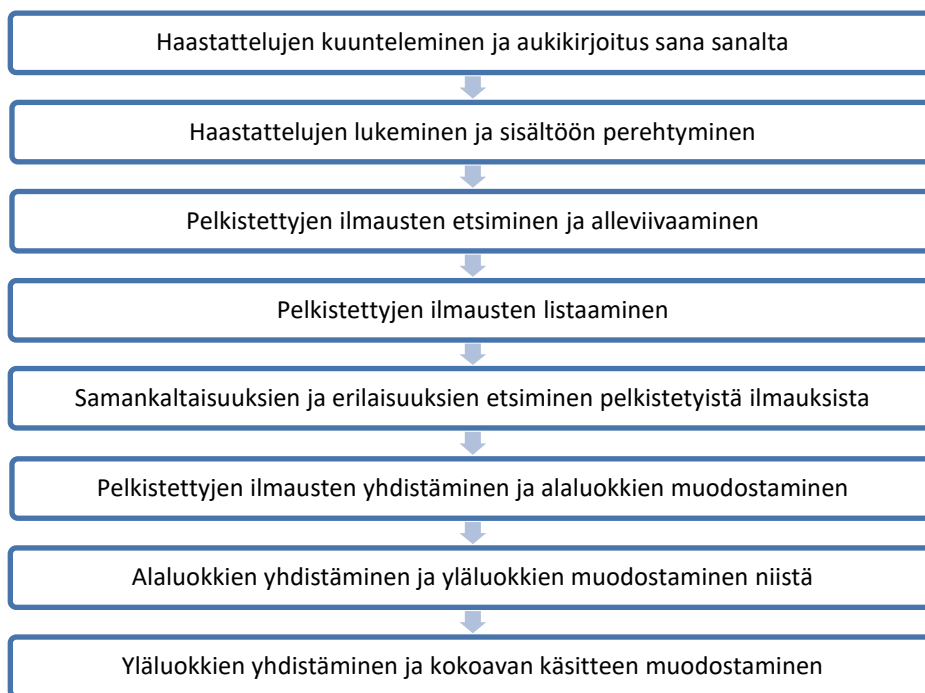 Haastattelujen kuunteleminen ja aukikirjoitus sana sanalta
Haastattelujen lukeminen ja sisältöön perehtyminen
Pelkistettyjen ilmausten etsiminen ja alleviivaaminen
Pelkistettyjen ilmausten listaaminen
Samankaltaisuuksien ja erilaisuuksien etsiminen pelkistetyistä ilmauksista
Pelkistettyjen ilmausten yhdistäminen ja alaluokkien muodostaminen
Alaluokkien yhdistäminen ja yläluokkien muodostaminen niistä
Yläluokkien yhdistäminen ja kokoavan käsitteen muodostaminen